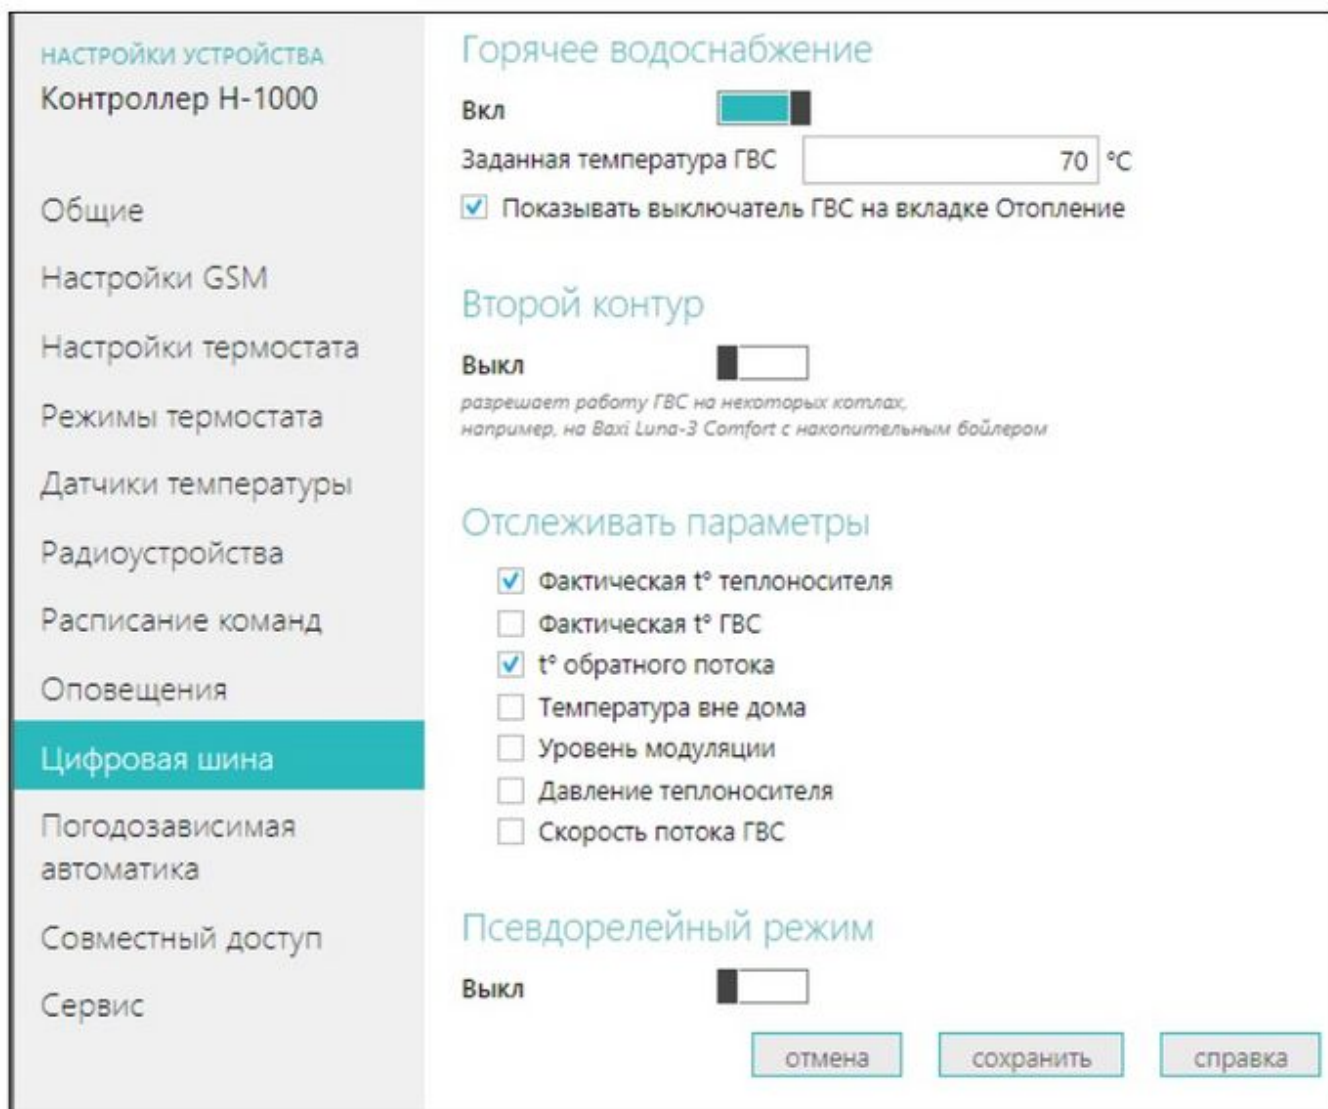 НАСТРОЙКИ УСТРОЙСТВА
Контроллер H-1000
Общие
Настройки GSM
Настройки термостата
Режимы термостата
Датчики температуры
Радиоустройства
Расписание команд
Оповещения
Цифровая шина
Погодозависимая
автоматика
Совместный доступ
Сервис
Горячее водоснабжение
Вкл
Заданная температура ГВС 70 °C
Показывать выключатель ГВС на вкладке Отопление
Второй контур
Выкл
разрешает работу ГВС на некоторых котлах,
например, на Baxi Luna-3 Comfort с накопительным бойлером
Отслеживать параметры
Фактическая t° теплоносителя
Фактическая t° ГВС
t° обратного потока
Температура вне дома
Уровень модуляции
Давление теплоносителя
Скорость потока ГВС
Псевдорелейный режим
Выкл
отмена сохранить справка